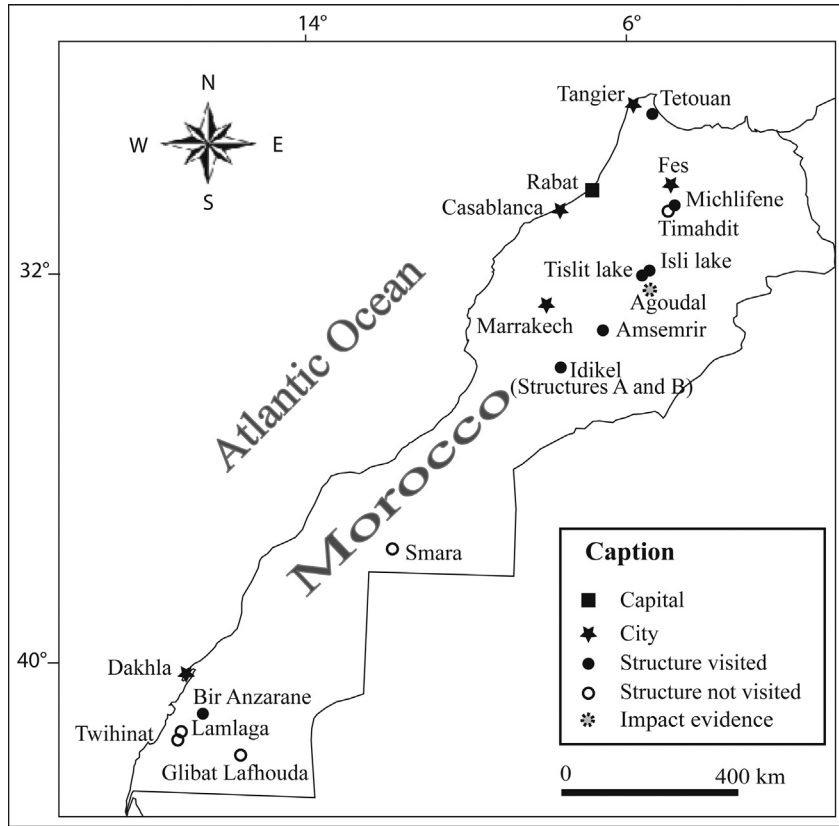 14°
6°
N
W
E
S
Tangier
Tetouan
Fes
Rabat
Michlifene
Casablanca
Timahdit
32°
Isli lake
Tislit lake
Agoudal
Marrakech
Amsemrir
Idikel
(Structures A and B)
Atlantic Ocean
Morocco
Smara
Caption
Capital
City
Structure visited
Structure not visited
Impact evidence
40°
Dakhla
Bir Anzarane
Lamlaga
Twihinat
Glibat Lafhouda
0
400 km